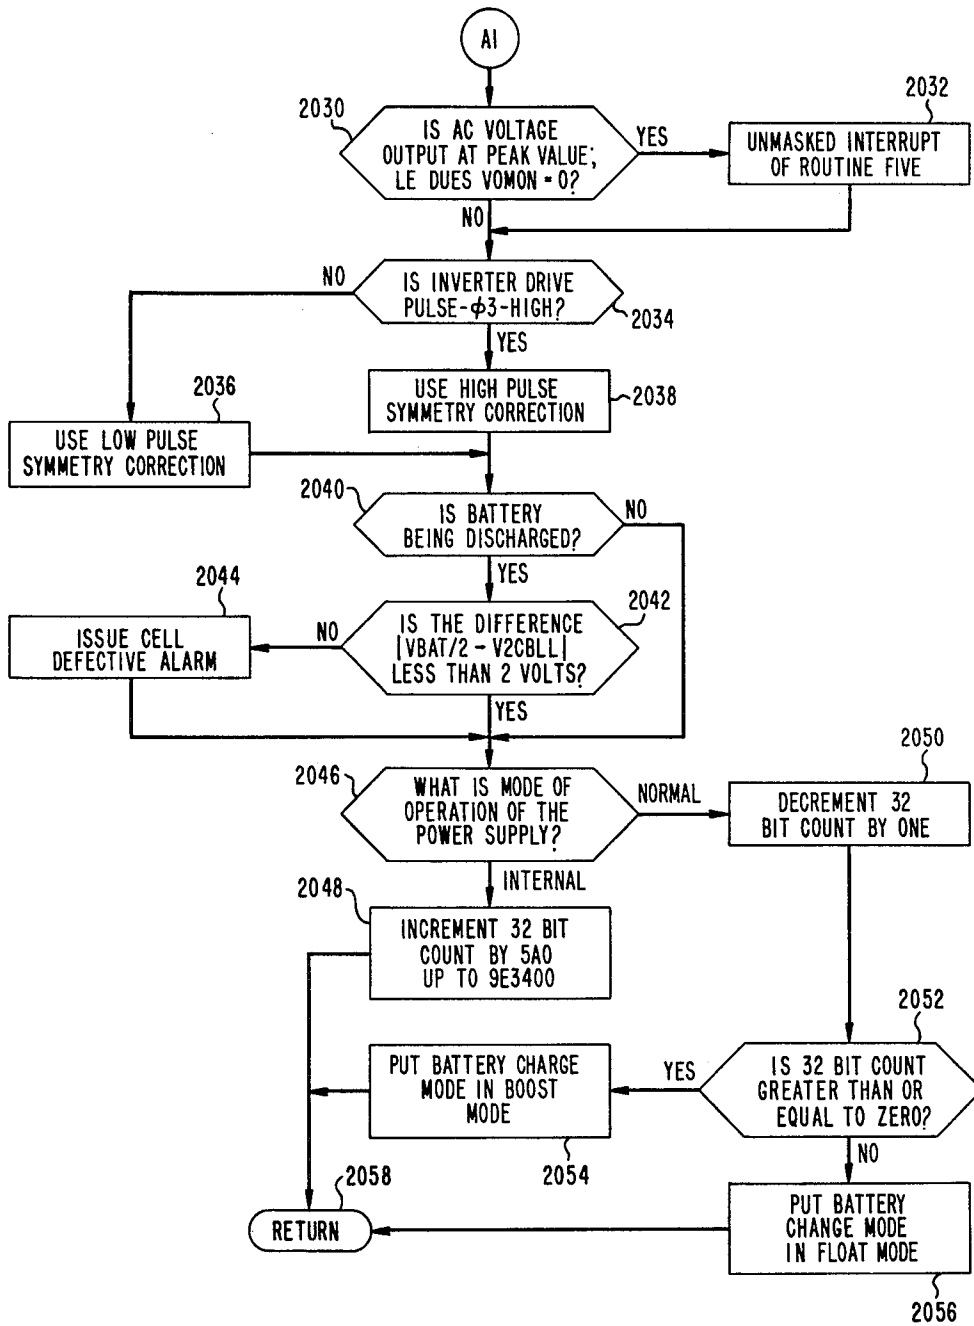 A1
2030
IS AC VOLTAGE
OUTPUT AT PEAK VALUE;
LE DUES VOMON = 0?
YES
2032
UNMASKED INTERRUPT
OF ROUTINE FIVE
NO
IS INVERTER DRIVE
PULSE-ϕ3-HIGH?
2034
NO
YES
2036
USE LOW PULSE
SYMMETRY CORRECTION
USE HIGH PULSE
SYMMETRY CORRECTION
2038
2040
IS BATTERY
BEING DISCHARGED?
NO
YES
2044
ISSUE CELL
DEFECTIVE ALARM
NO
IS THE DIFFERENCE
|VBAT/2 - V2CBLL|
LESS THAN 2 VOLTS?
2042
YES
2046
WHAT IS MODE OF
OPERATION OF THE
POWER SUPPLY?
NORMAL
2050
DECREMENT 32
BIT COUNT BY ONE
INTERNAL
2048
INCREMENT 32 BIT
COUNT BY 5A0
UP TO 9E3400
2052
IS 32 BIT COUNT
GREATER THAN OR
EQUAL TO ZERO?
YES
PUT BATTERY CHARGE
MODE IN BOOST
MODE
2054
NO
PUT BATTERY
CHANGE MODE
IN FLOAT MODE
2056
2058
RETURN